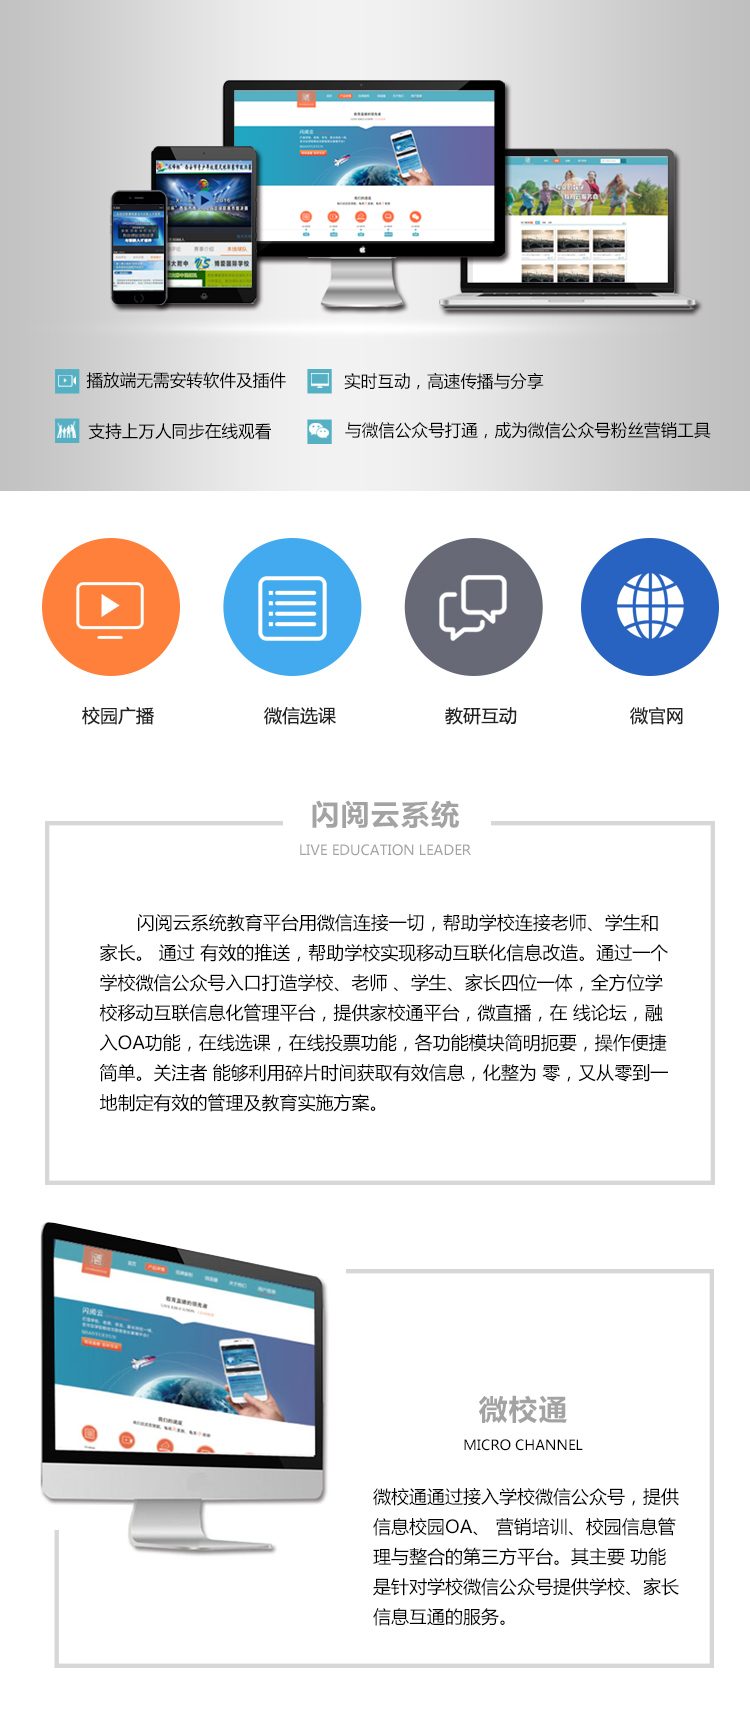 播放端无需安转软件及插件
实时互动，高速传播与分享
支持上万人同步在线观看
与微信公众号打通，成为微信公众号粉丝营销工具
校园广播
微信选课
教研互动
微官网
闪阅云系统
LIVE EDUCATION LEADER
闪阅云系统教育平台用微信连接一切，帮助学校连接老师、学生和
家长。 通过 有效的推送，帮助学校实现移动互联化信息改造。通过一个
学校微信公众号入口打造学校、老师 、学生、家长四位一体，全方位学
校移动互联信息化管理平台，提供家校通平台，微直播，在 线论坛，融
入OA功能，在线选课，在线投票功能，各功能模块简明扼要，操作便捷
简单。关注者 能够利用碎片时间获取有效信息，化整为 零，又从零到一
地制定有效的管理及教育实施方案。
闪阅云
微校通
MICRO CHANNEL
微校通通过接入学校微信公众号，提供
信息校园OA、 营销培训、校园信息管
理与整合的第三方平台。其主要 功能
是针对学校微信公众号提供学校、家长
信息互通的服务。